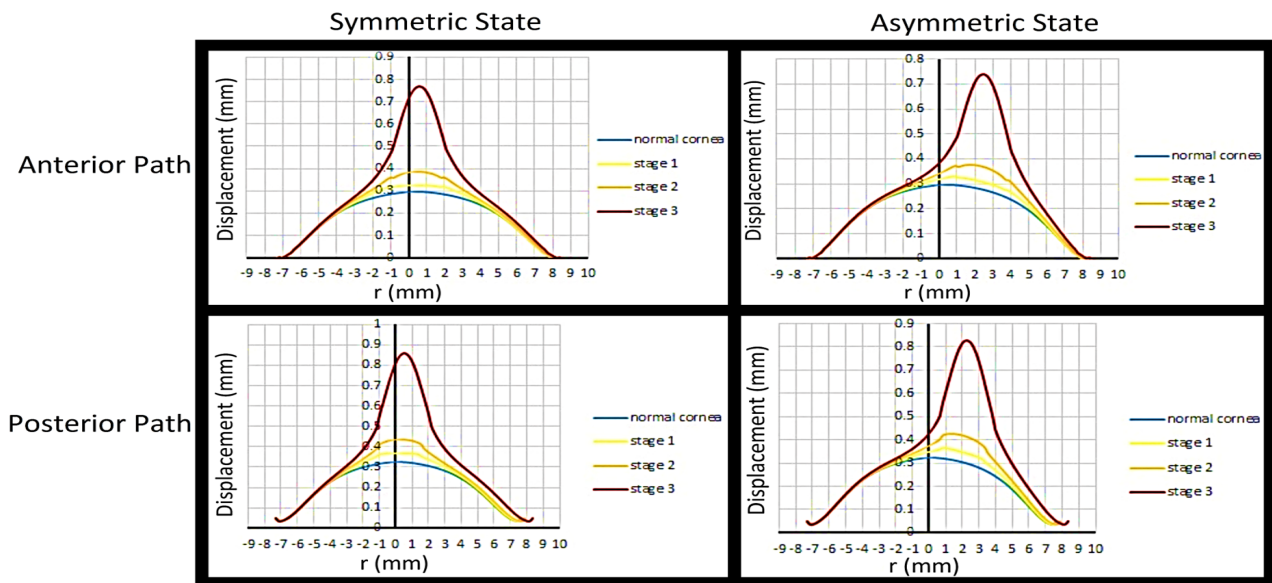 Symmetric State
Asymmetric State
Anterior Path
Displacement (mm)
0.9
0.8
0.7
0.6
0.5
0.4
0.3
0.2
0.1
0
-9 -8 -7 -6 -5 -4 -3 -2 -1 0 1 2 3 4 5 6 7 8 9 10
r (mm)
normal cornea
stage 1
stage 2
stage 3
Displacement (mm)
0.8
0.7
0.6
0.5
0.4
0.3
0.2
0.1
0
-9 -8 -7 -6 -5 -4 -3 -2 -1 0 1 2 3 4 5 6 7 8 9 10
r (mm)
normal cornea
stage 1
stage 2
stage 3
Posterior Path
Displacement (mm)
1
0.9
0.8
0.7
0.6
0.5
0.4
0.3
0.2
0.1
0
-9 -8 -7 -6 -5 -4 -3 -2 -1 0 1 2 3 4 5 6 7 8 9 10
r (mm)
normal cornea
stage 1
stage 2
stage 3
Displacement (mm)
0.9
0.8
0.7
0.6
0.5
0.4
0.3
0.2
0.1
0
-9 -8 -7 -6 -5 -4 -3 -2 -1 0 1 2 3 4 5 6 7 8 9 10
r (mm)
normal cornea
stage 1
stage 2
stage 3